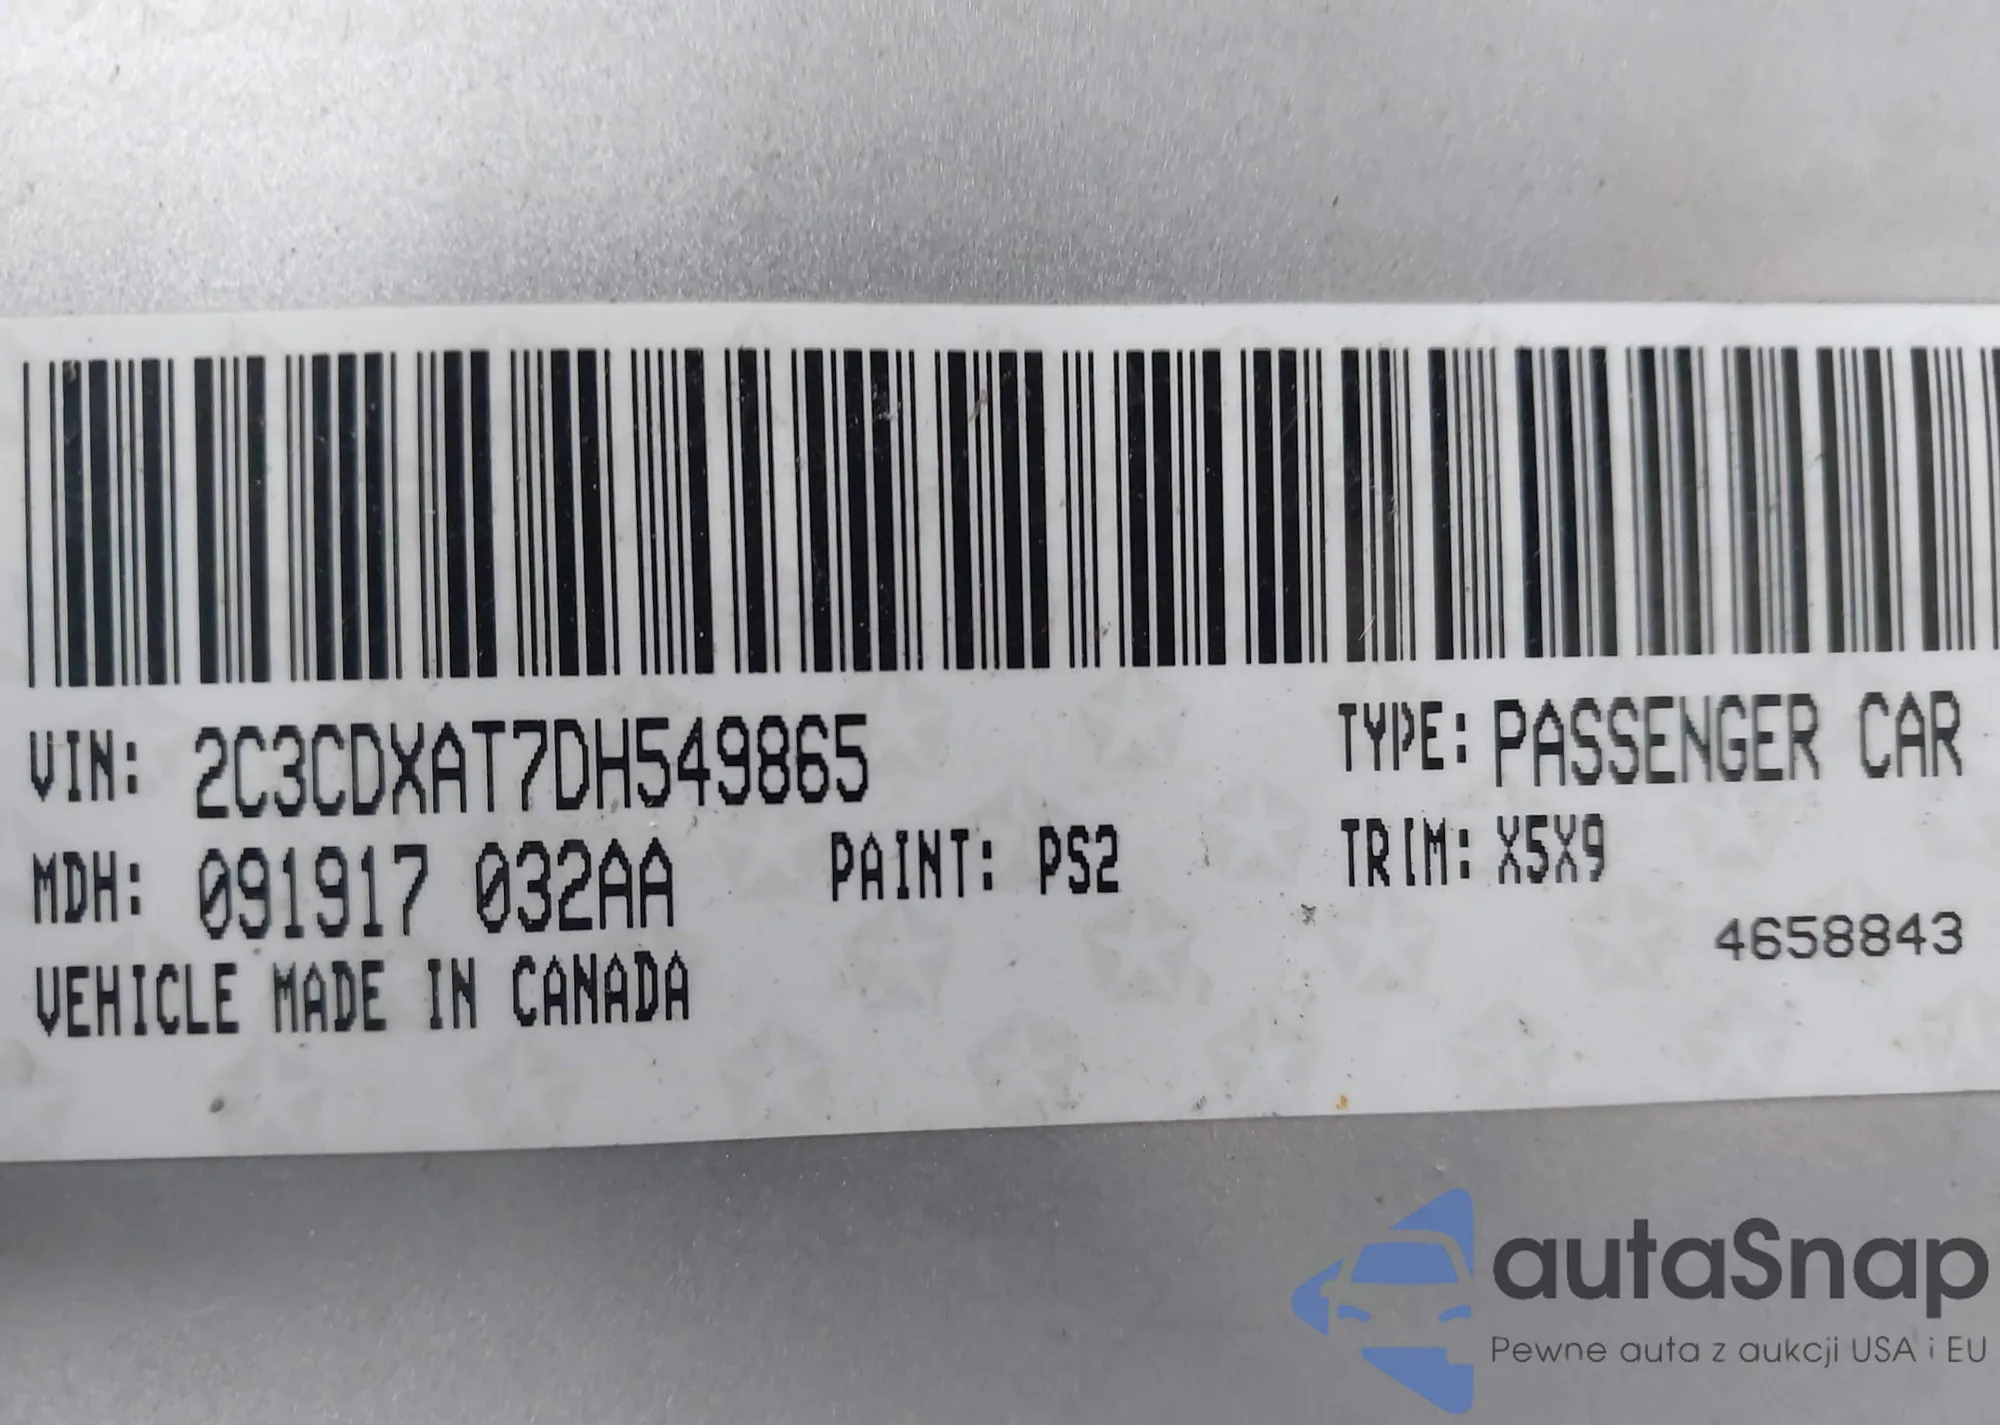 VIN: 2C3CDXAT7DH549865 TYPE: PASSENGER CAR
MDH: 091917 032AA PAINT: PS2 TRIM: X5X9
4658843
VEHICLE MADE IN CANADA
autaSnap
Pewne auta z aukcji USA i EU